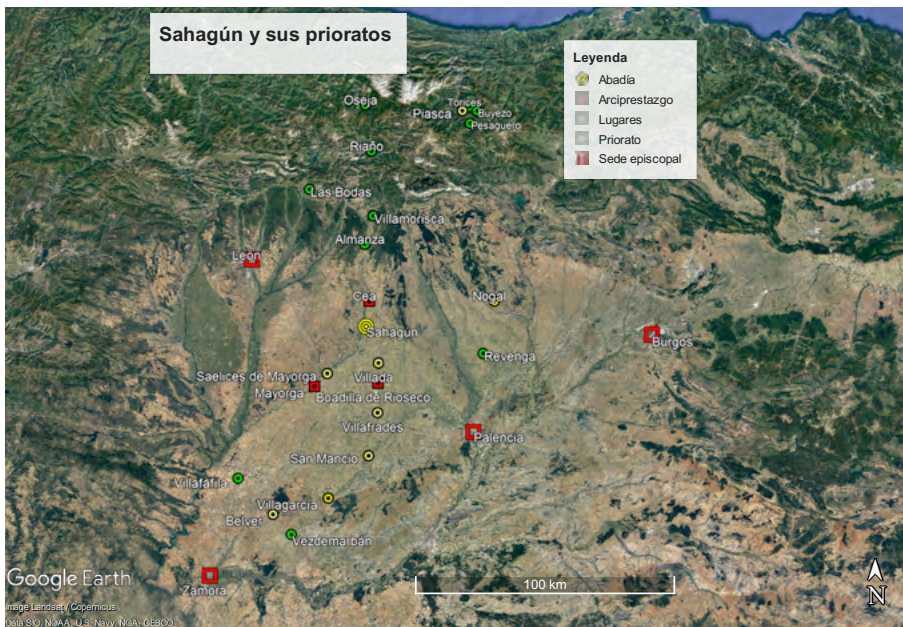 Sahagún y sus prioratos
Leyenda
Abadía
Arciprestazgo
Lugares
Priorato
Sede episcopal
Oseja
Torices
Piasca
Buyezo
Pesaguero
Riaño
Las Bodas
Villamorisca
Almanza
León
Cea
Nogal
Sahagún
Burgos
Revenga
Villada
Saelices de Mayorga
Mayorga
Boadilla de Rioseco
Villafrades
Palencia
San Mancio
Villafáfila
Villagarcía
Belver
Vezdemarbán
Zamora
100 km
N
Google Earth
Image Landsat / Copernicus
Data SIO, NOAA, U.S. Navy, NGA, GEBCO